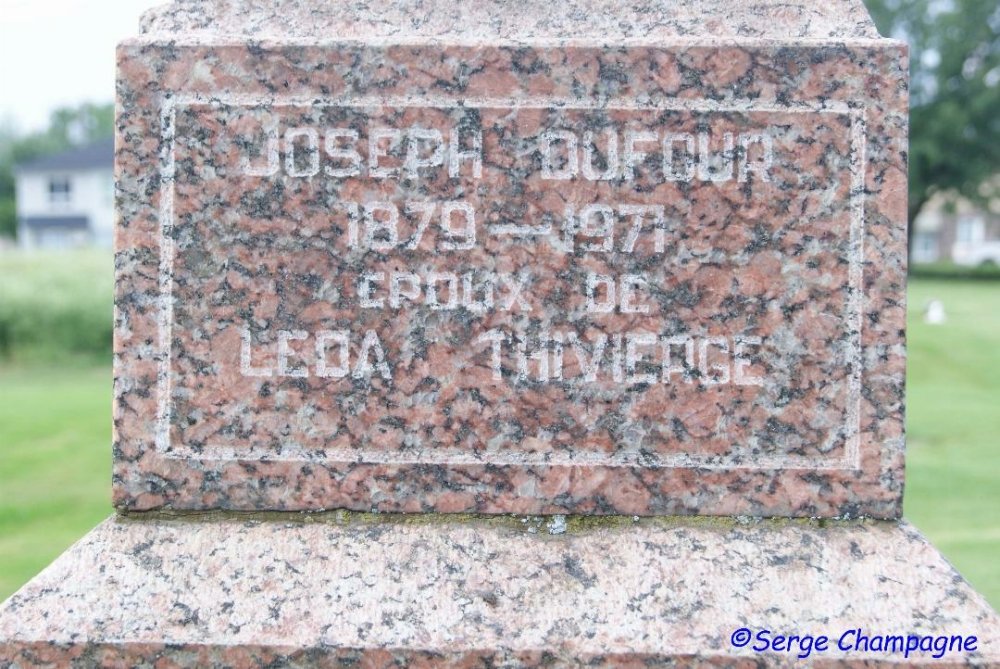 JOSEPH DUFOUR
1879—1971
EPOUX DE
LEDA THIVIERGE
©Serge Champagne